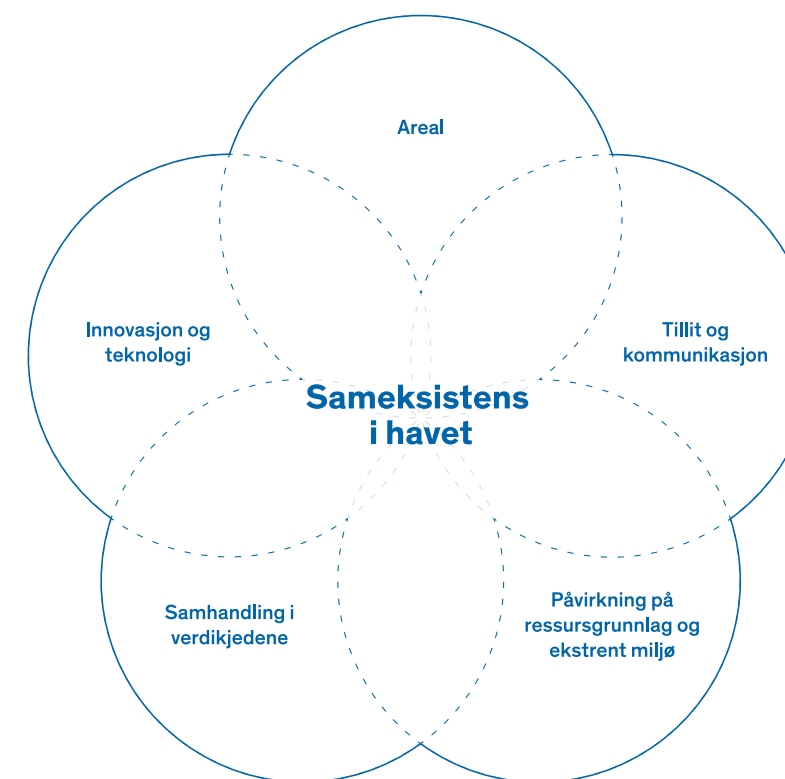 Areal
Innovasjon og
teknologi
Tillit og
kommunikasjon
Sameksistens
i havet
Samhandling i
verdikjedene
Påvirkning på
ressursgrunnlag og
ekstrent miljø